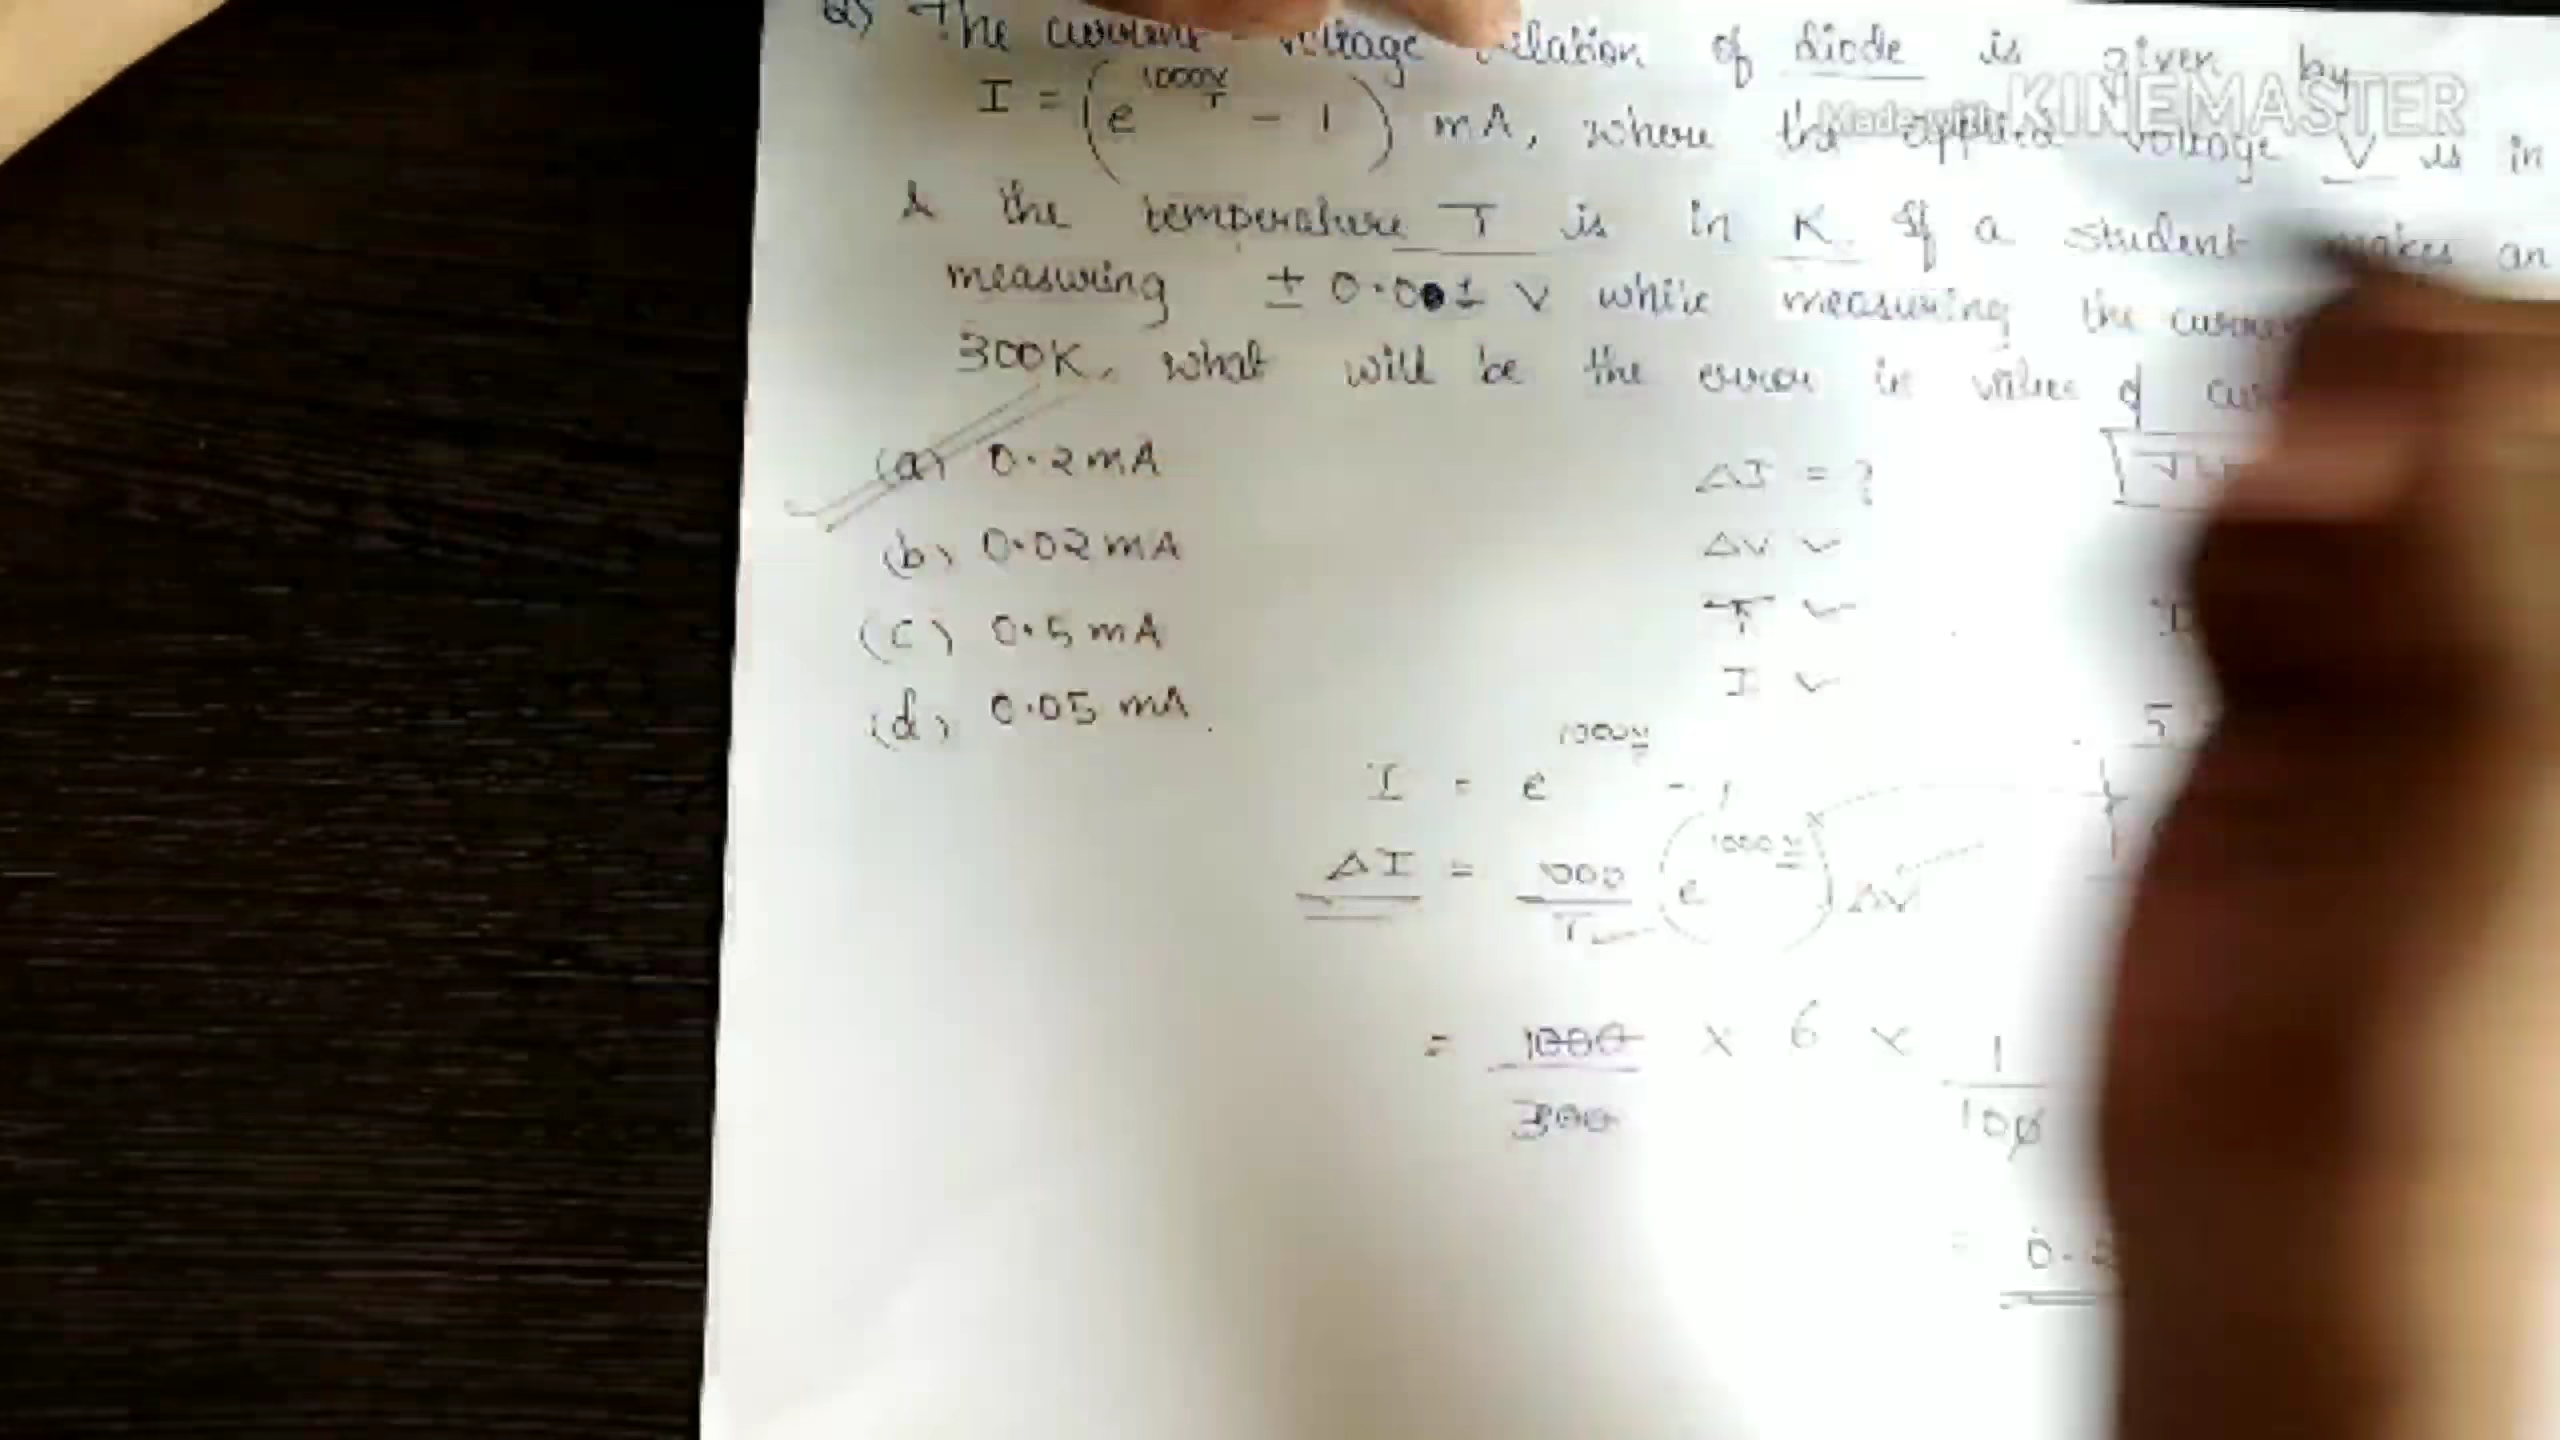 Q) The current voltage relation of diode is given by
I = (e^1000V/T - 1) mA, where the applied voltage V is in
Made with KINEMASTER
& the temperature T is in K. If a student makes an
measuring ± 0.01 V while measuring the
300K, what will be the error in value of
(a) 0.2 mA
(b) 0.02 mA
(c) 0.5 mA
(d) 0.05 mA.
ΔI = ?
ΔV ✓
T ✓
I ✓
5
I = e^1000V/T - 1
ΔI = 1000/T e^1000V/T ΔV
= 1000/300 × 6 × 1/100
= 0.2